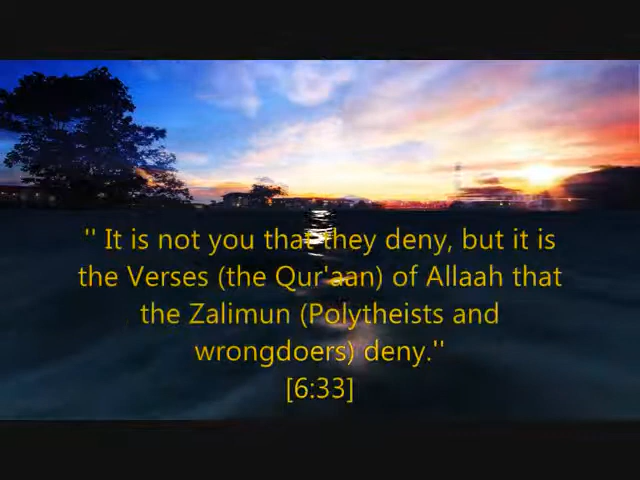 '' It is not you that they deny, but it is
the Verses (the Qur'aan) of Allaah that
the Zalimun (Polytheists and
wrongdoers) deny.''
[6:33]